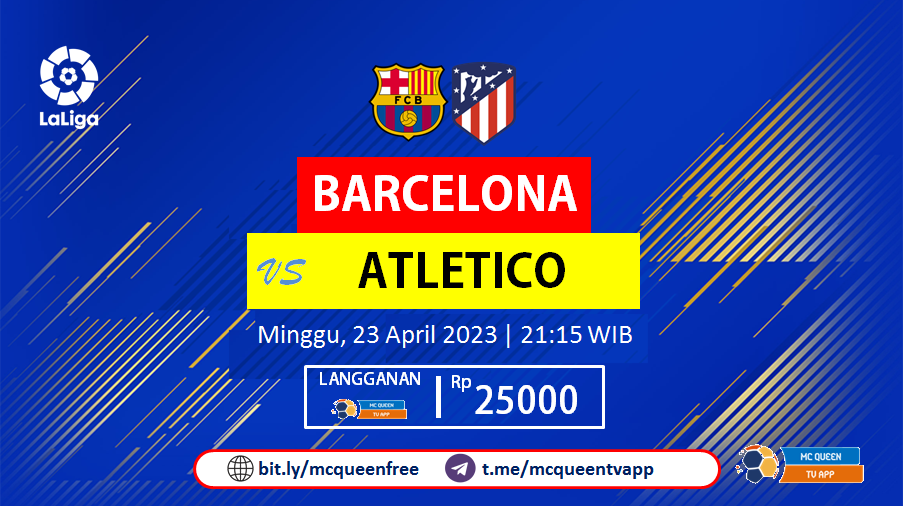 LaLiga
FCB
BARCELONA
VS ATLETICO
Minggu, 23 April 2023 | 21:15 WIB
LANGGANAN
MC QUEEN
TV APP
Rp 25000
bit.ly/mcqueenfree
t.me/mcqueentvapp
MC QUEEN
TV APP